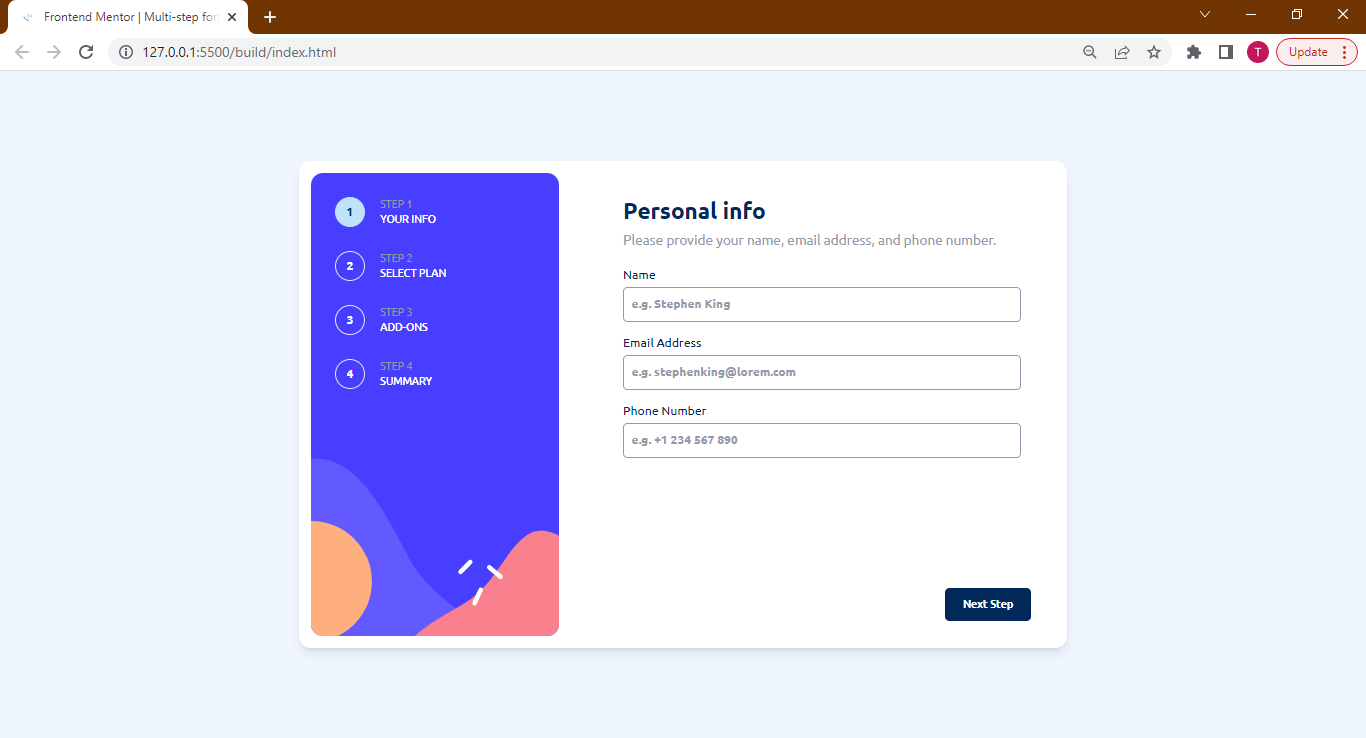 Frontend Mentor | Multi-step for
127.0.0.1:5500/build/index.html
T
Update
1
STEP 1
YOUR INFO
2
STEP 2
SELECT PLAN
3
STEP 3
ADD-ONS
4
STEP 4
SUMMARY
Personal info
Please provide your name, email address, and phone number.
Name
e.g. Stephen King
Email Address
e.g. stephenking@lorem.com
Phone Number
e.g. +1 234 567 890
Next Step